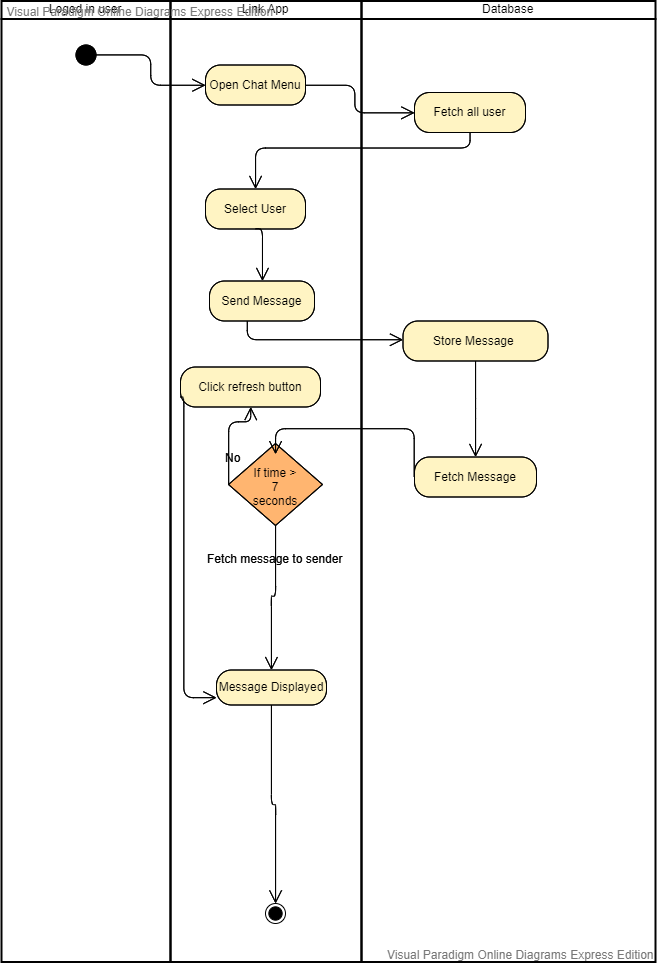 Loged in user
Visual Paradigm Online Diagrams Express Edition
Link App
Database
Open Chat Menu
Fetch all user
Select User
Send Message
Store Message
Click refresh button
No
If time >
7
seconds
Fetch Message
Fetch message to sender
Message Displayed
Visual Paradigm Online Diagrams Express Edition